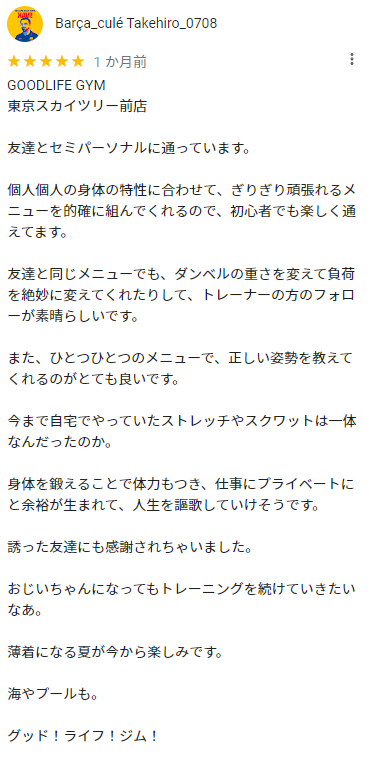 Barça_culé Takehiro_0708
1 か月前
GOODLIFE GYM
東京スカイツリー前店
友達とセミパーソナルに通っています。
個人個人の身体の特性に合わせて、ぎりぎり頑張れるメ
ニューを的確に組んでくれるので、初心者でも楽しく通
えてます。
友達と同じメニューでも、ダンベルの重さを変えて負荷
を絶妙に変えてくれたりして、トレーナーの方のフォロ
ーが素晴らしいです。
また、ひとつひとつのメニューで、正しい姿勢を教えて
くれるのがとても良いです。
今まで自宅でやっていたストレッチやスクワットは一体
なんだったのか。
身体を鍛えることで体力もつき、仕事にプライベートに
と余裕が生まれて、人生を謳歌していけそうです。
誘った友達にも感謝されちゃいました。
おじいちゃんになってもトレーニングを続けていきたい
なあ。
薄着になる夏が今から楽しみです。
海やプールも。
グッド！ライフ！ジム！